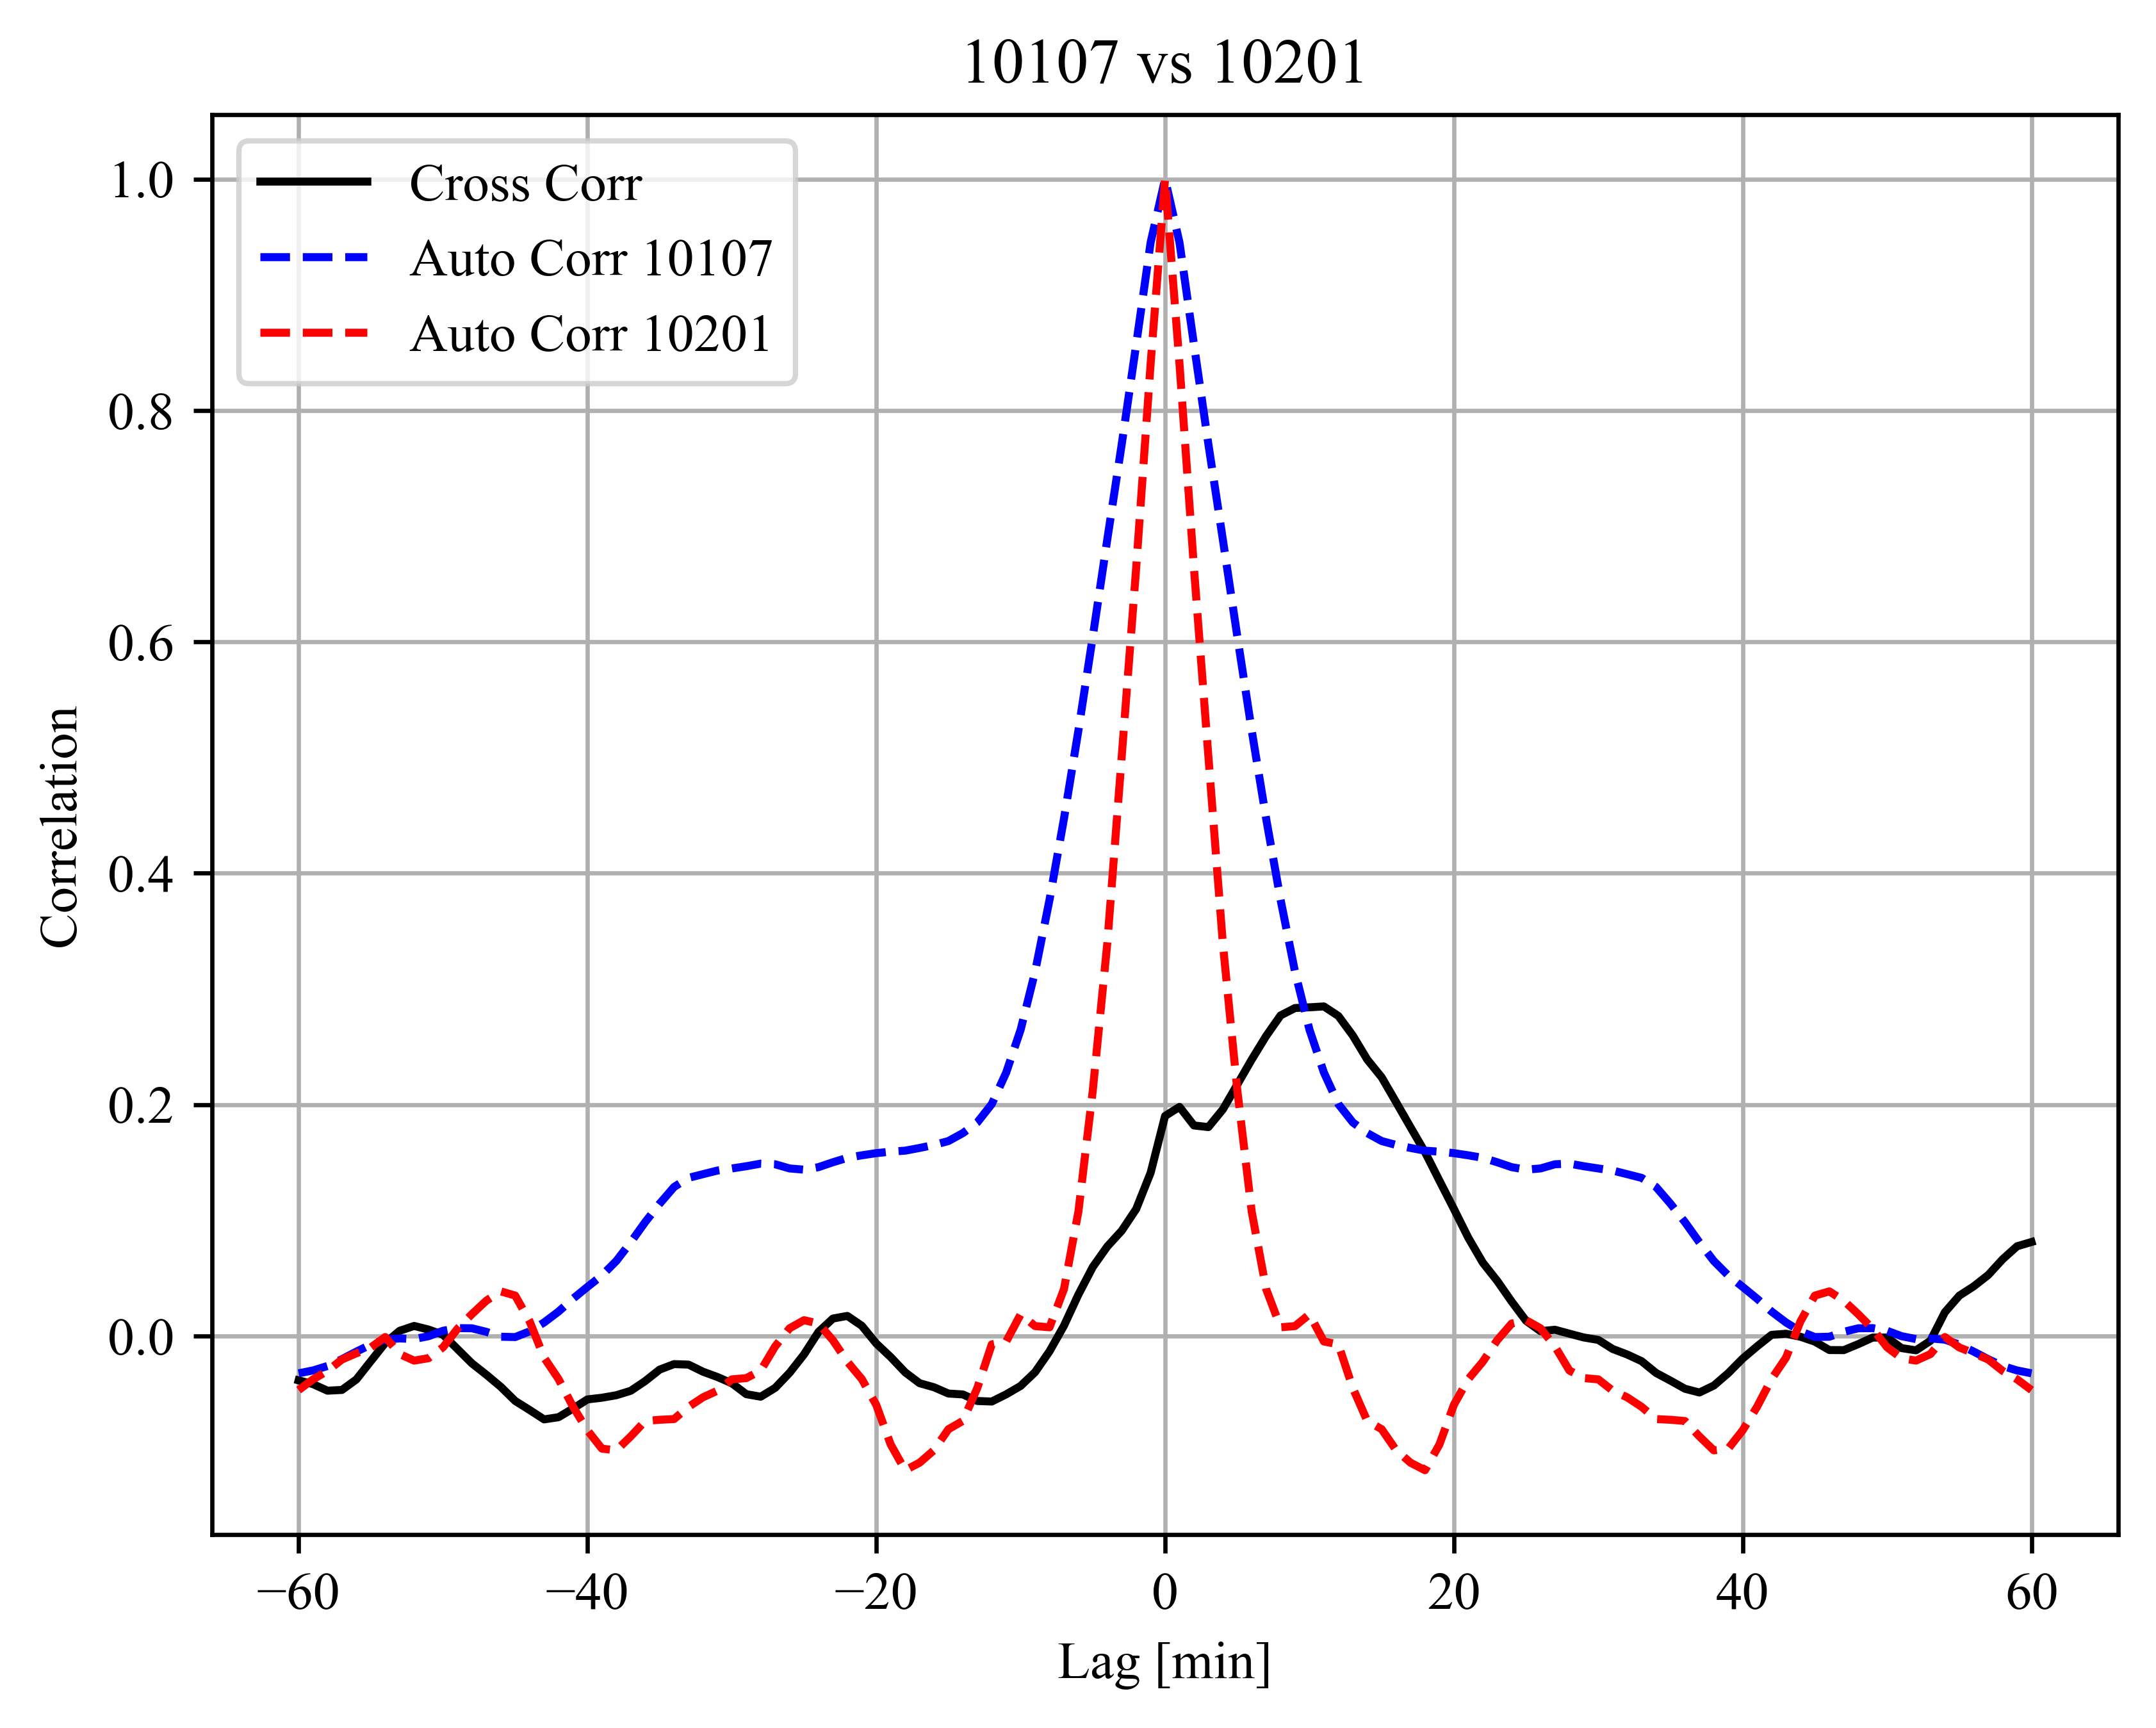 10107 vs 10201
Cross Corr
Auto Corr 10107
Auto Corr 10201
1.0
0.8
0.6
0.4
0.2
0.0
Correlation
−60 −40 −20 0 20 40 60
Lag [min]